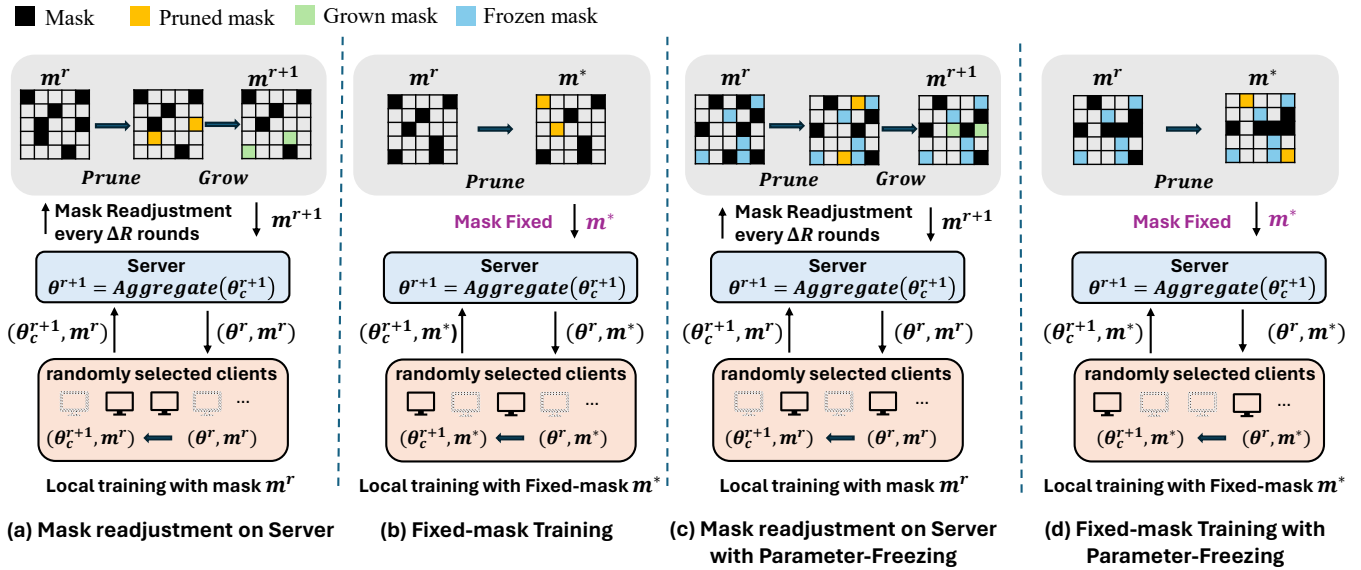 Mask Pruned mask Grown mask Frozen mask
m^r m^{r+1}
Prune Grow
Mask Readjustment
every ΔR rounds
m^{r+1}
Server
θ^{r+1} = Aggregate(θ_c^{r+1})
(θ_c^{r+1}, m^r) (θ^r, m^r)
randomly selected clients
...
(θ_c^{r+1}, m^r) (θ^r, m^r)
Local training with mask m^r
(a) Mask readjustment on Server
m^r m^*
Prune
Mask Fixed m^*
Server
θ^{r+1} = Aggregate(θ_c^{r+1})
(θ_c^{r+1}, m^*) (θ^r, m^*)
randomly selected clients
...
(θ_c^{r+1}, m^*) (θ^r, m^*)
Local training with Fixed-mask m^*
(b) Fixed-mask Training
m^r m^{r+1}
Prune Grow
Mask Readjustment
every ΔR rounds
m^{r+1}
Server
θ^{r+1} = Aggregate(θ_c^{r+1})
(θ_c^{r+1}, m^r) (θ^r, m^r)
randomly selected clients
...
(θ_c^{r+1}, m^r) (θ^r, m^r)
Local training with mask m^r
(c) Mask readjustment on Server
with Parameter-Freezing
m^r m^*
Prune
Mask Fixed m^*
Server
θ^{r+1} = Aggregate(θ_c^{r+1})
(θ_c^{r+1}, m^*) (θ^r, m^*)
randomly selected clients
...
(θ_c^{r+1}, m^*) (θ^r, m^*)
Local training with Fixed-mask m^*
(d) Fixed-mask Training with
Parameter-Freezing